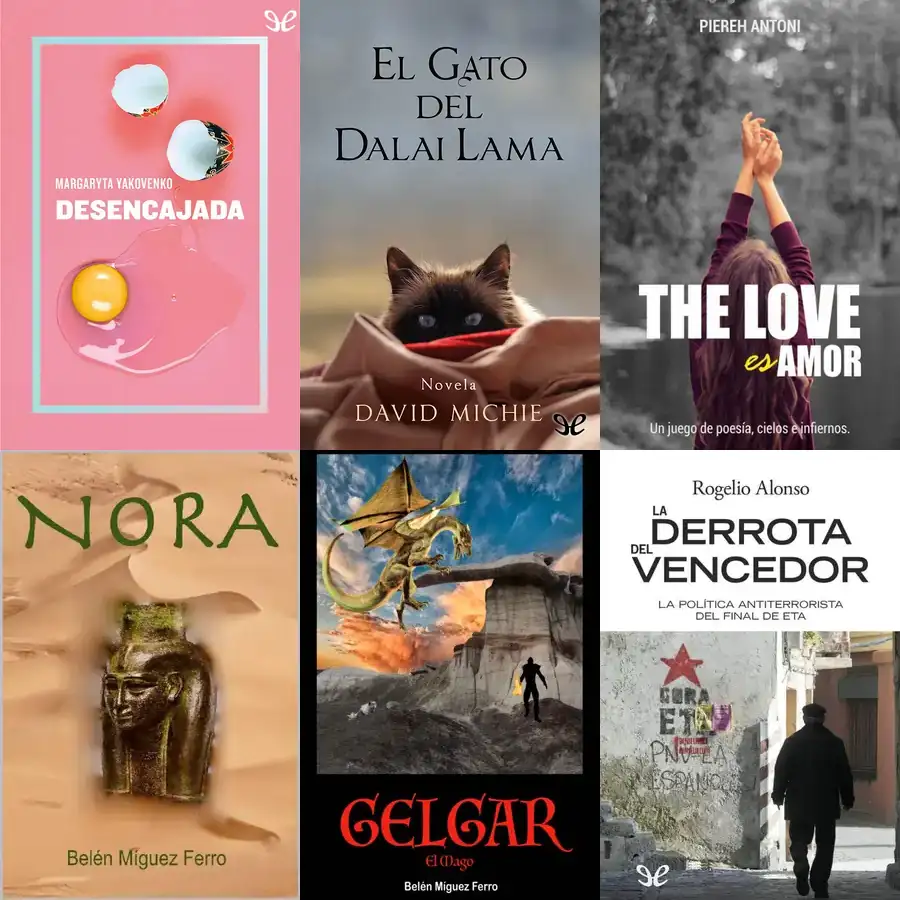 MARGARYTA YAKOVENKO
DESENCAJADA
EL GATO
DEL
DALAI LAMA
Novela
DAVID MICHIE
PIEREH ANTONI
THE LOVE
es AMOR
Un juego de poesía, cielos e infiernos.
NORA
Belén Míguez Ferro
GELGAR
El Mago
Belén Míguez Ferro
Rogelio Alonso
LA
DERROTA
DEL
VENCEDOR
LA POLÍTICA ANTITERRORISTA
DEL FINAL DE ETA
GORA
ETA
PNV-LA